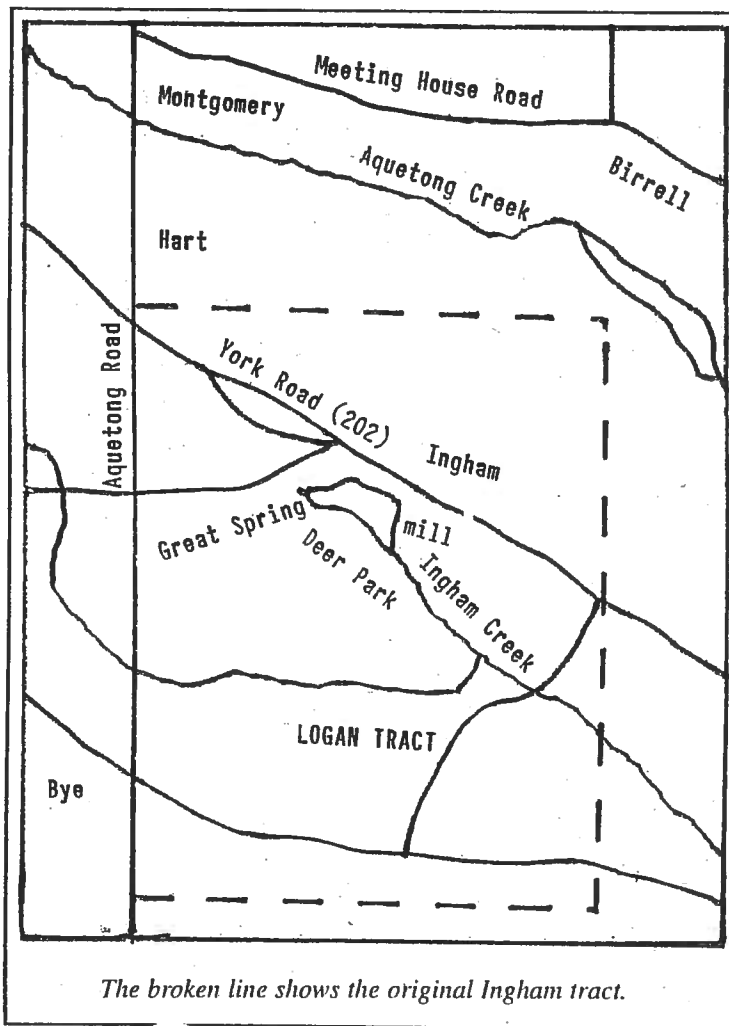 Meeting House Road
Montgomery
Birrell
Aquetong Creek
Hart
Aquetong Road
York Road (202)
Ingham
Great Spring
mill
Deer Park
Ingham Creek
LOGAN TRACT
Bye
The broken line shows the original Ingham tract.